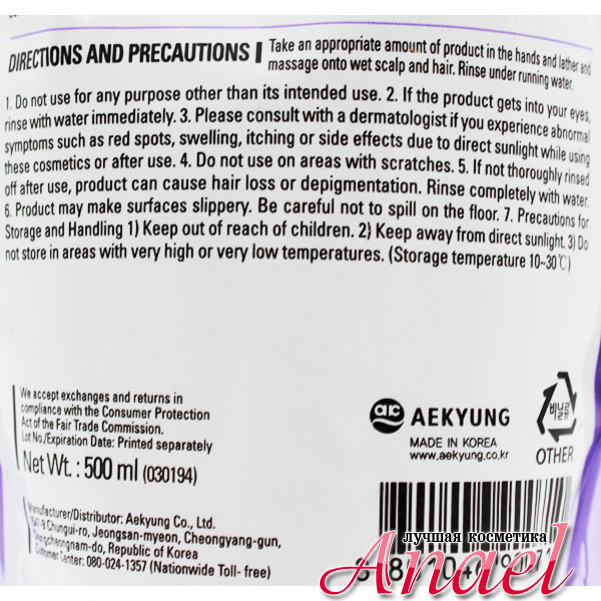 DIRECTIONS AND PRECAUTIONS
Take an appropriate amount of product in the hands and lather and
massage onto wet scalp and hair. Rinse under running water.
1. Do not use for any purpose other than its intended use. 2. If the product gets into your eyes,
rinse with water immediately. 3. Please consult with a dermatologist if you experience abnormal
symptoms such as red spots, swelling, itching or side effects due to direct sunlight while using
these cosmetics or after use. 4. Do not use on areas with scratches. 5. If not thoroughly rinsed
off after use, product can cause hair loss or depigmentation. Rinse completely with water.
6. Product may make surfaces slippery. Be careful not to spill on the floor. 7. Precautions for
Storage and Handling 1) Keep out of reach of children. 2) Keep away from direct sunlight. 3) Do
not store in areas with very high or very low temperatures. (Storage temperature 10~30℃)
We accept exchanges and returns in
compliance with the Consumer Protection
Act of the Fair Trade Commission.
Lot No./Expiration Date: Printed separately
Net Wt. : 500 ml (030194)
Manufacturer/Distributor: Aekyung Co., Ltd.
Chungui-ro, Jeongsan-myeon, Cheongyang-gun,
Republic of Korea
Center: 080-024-1357 (Nationwide Toll- free)
ac AEKYUNG
MADE IN KOREA
www.aekyung.co.kr
비닐류
OTHER
лучшая косметика
Anael